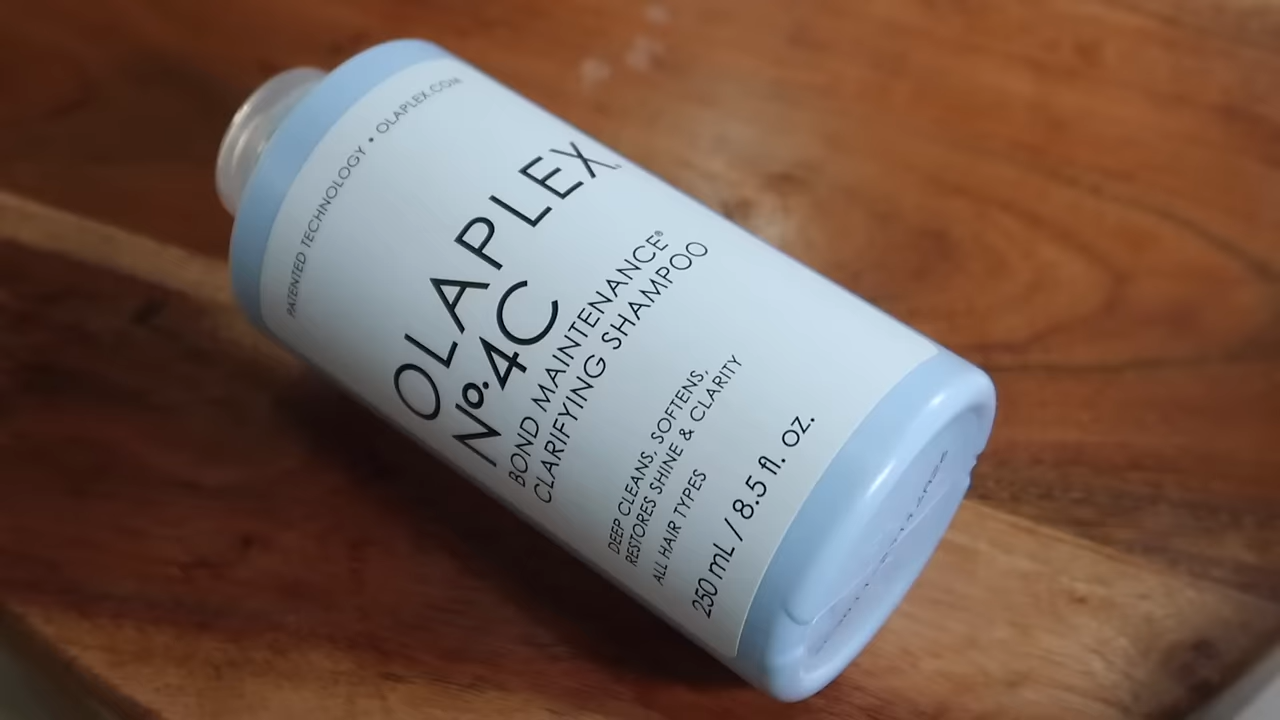 PATENTED TECHNOLOGY • OLAPLEX.COM
OLAPLEX
Nº.4C
BOND MAINTENANCE®
CLARIFYING SHAMPOO
DEEP CLEANS, SOFTENS,
RESTORES SHINE & CLARITY
ALL HAIR TYPES
250 mL / 8.5 fl. oz.